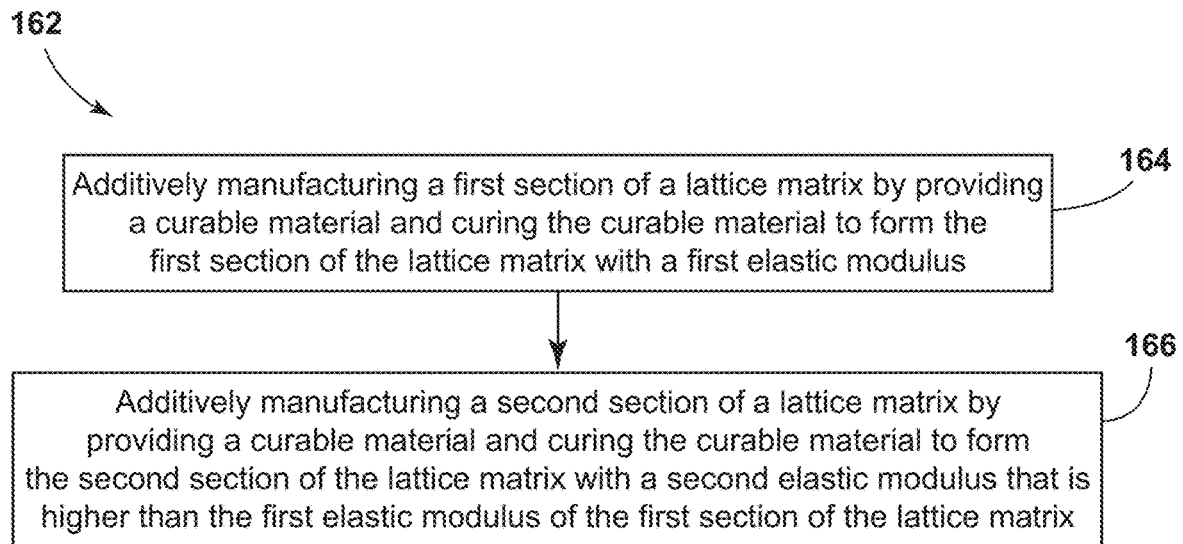 162
164
Additively manufacturing a first section of a lattice matrix by providing
a curable material and curing the curable material to form the
first section of the lattice matrix with a first elastic modulus
166
Additively manufacturing a second section of a lattice matrix by
providing a curable material and curing the curable material to form
the second section of the lattice matrix with a second elastic modulus that is
higher than the first elastic modulus of the first section of the lattice matrix